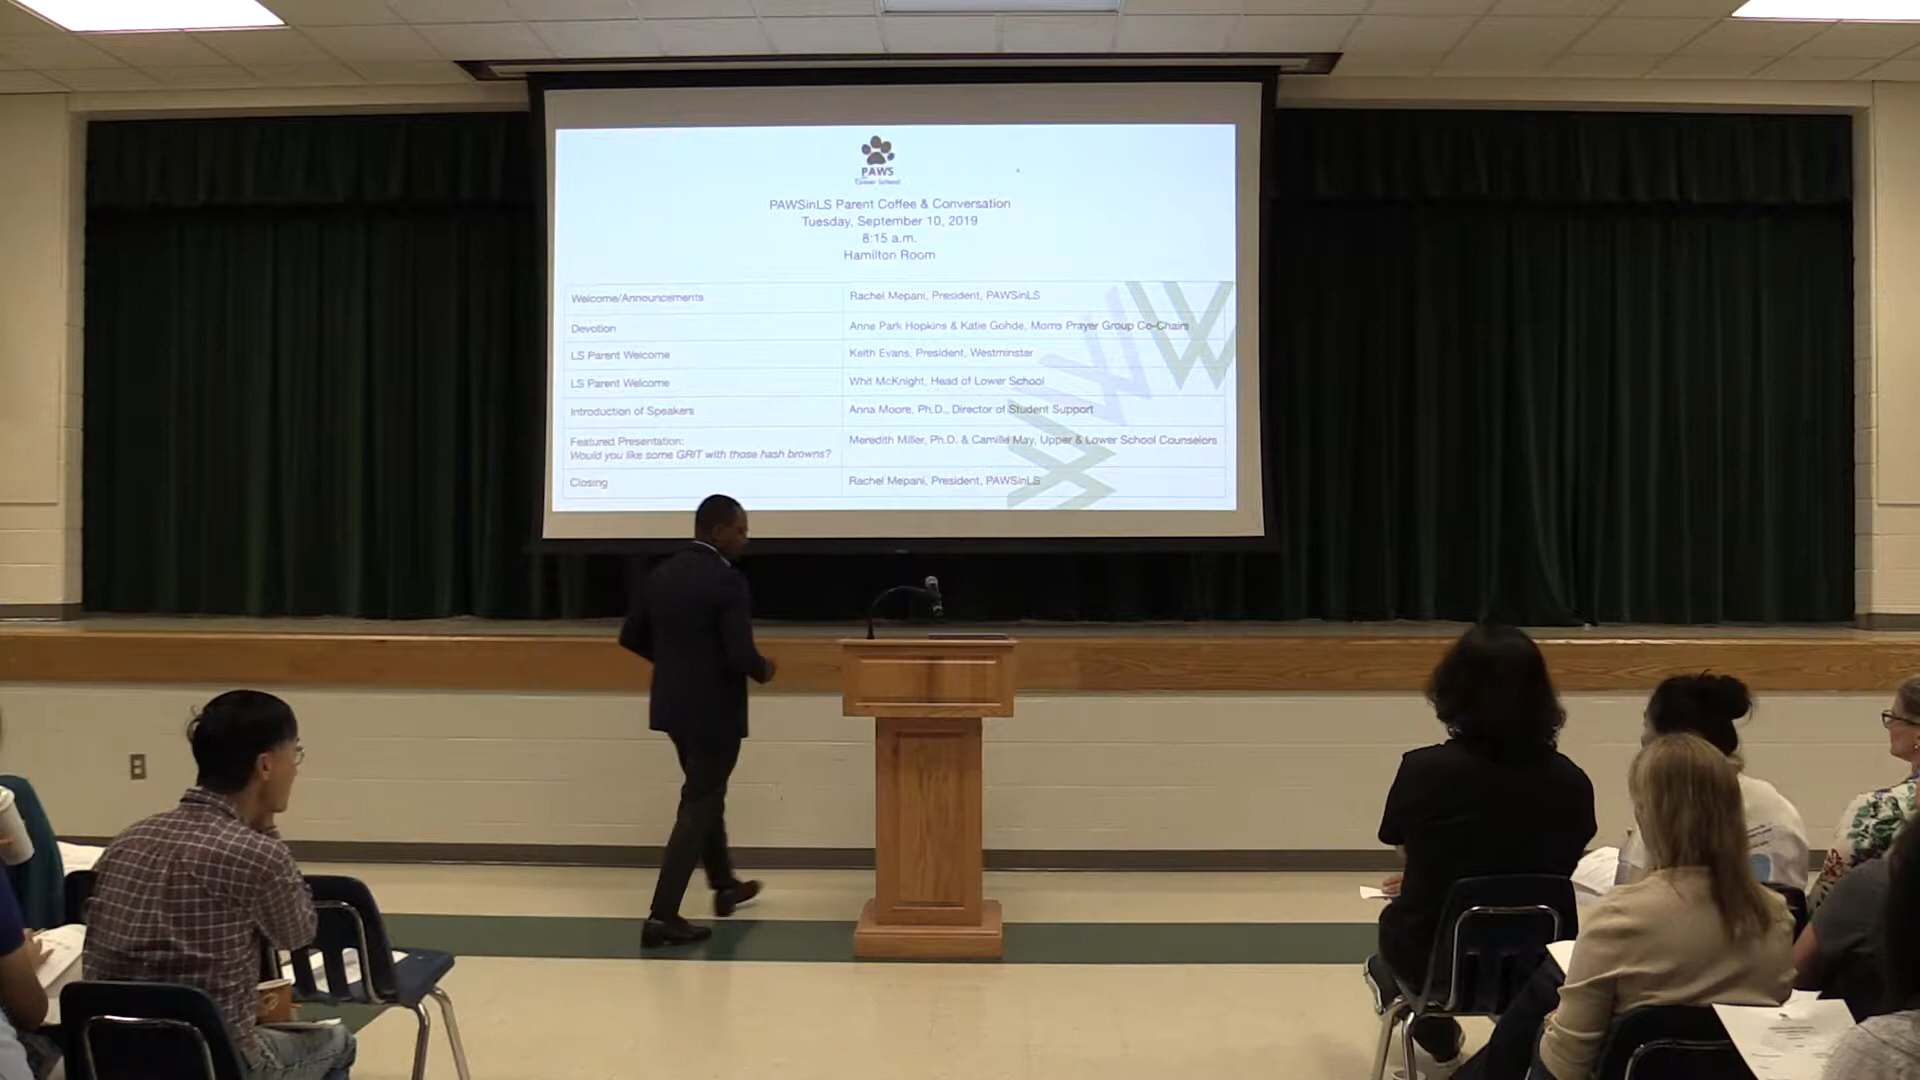 PAWS
Lower School
PAWSinLS Parent Coffee & Conversation
Tuesday, September 10, 2019
8:15 a.m.
Hamilton Room
Welcome/Announcements Rachel Mepani, President, PAWSinLS
Devotion Anne Park Hopkins & Katie Gohde, Moms Prayer Group Co-Chairs
LS Parent Welcome Keith Evans, President, Westminster
LS Parent Welcome Whit McKnight, Head of Lower School
Introduction of Speakers Anna Moore, Ph.D., Director of Student Support
Featured Presentation: Meredith Miller, Ph.D. & Camille May, Upper & Lower School Counselors
Would you like some GRIT with those hash browns?
Closing Rachel Mepani, President, PAWSinLS